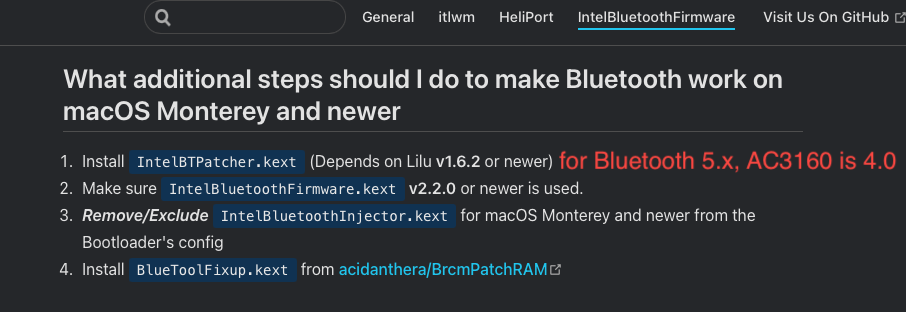 General itlwm HeliPort IntelBluetoothFirmware Visit Us On GitHub
What additional steps should I do to make Bluetooth work on
macOS Monterey and newer
1. Install IntelBTPatcher.kext (Depends on Lilu v1.6.2 or newer) for Bluetooth 5.x, AC3160 is 4.0
2. Make sure IntelBluetoothFirmware.kext v2.2.0 or newer is used.
3. Remove/Exclude IntelBluetoothInjector.kext for macOS Monterey and newer from the
Bootloader's config
4. Install BlueToolFixup.kext from acidanthera/BrcmPatchRAM